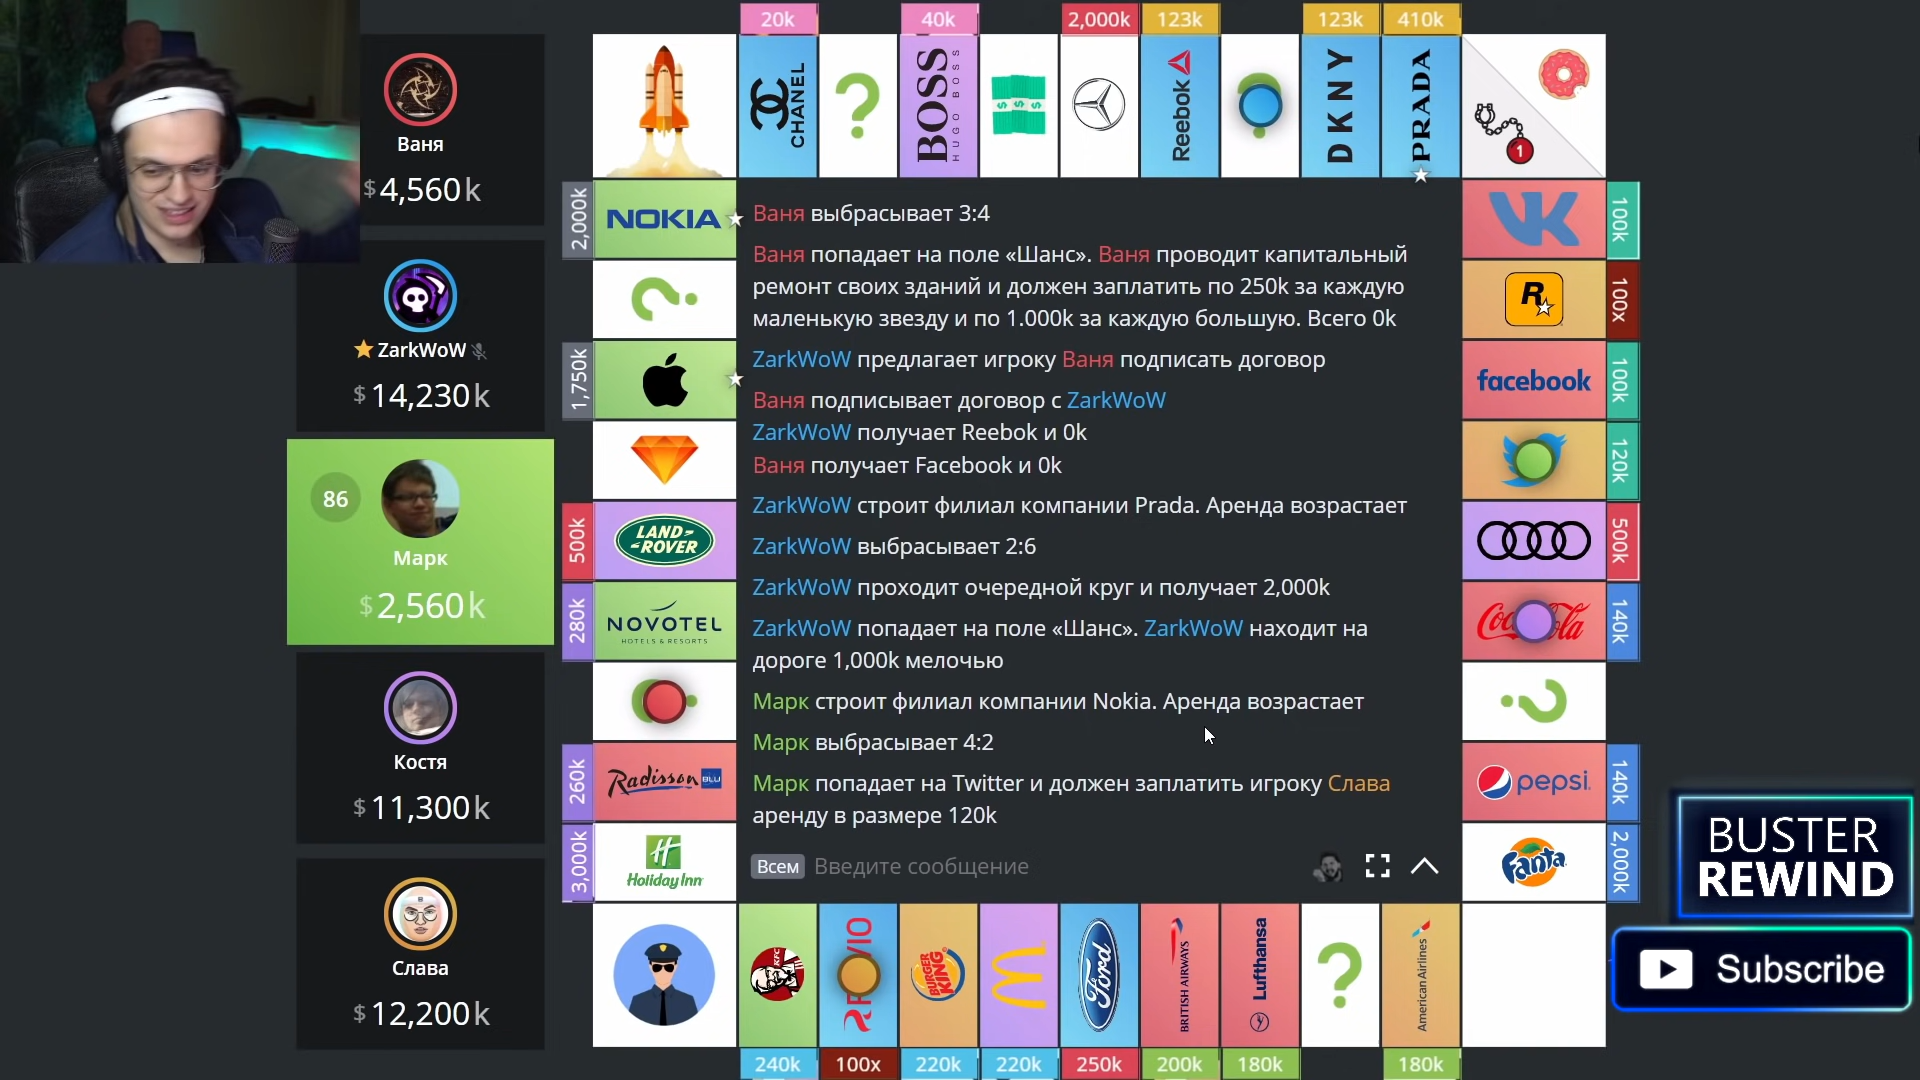 20k
40k
2,000k
123k
123k
410k
Ваня
$ 4,560k
ZarkWoW
$ 14,230k
86
Марк
$ 2,560k
Костя
$ 11,300k
Слава
$ 12,200k
CHANEL
?
BOSS
HUGO BOSS
Reebok
DKNY
PRADA
1
2,000k
NOKIA
?
1,750k
500k
LAND-
ROVER
280k
NOVOTEL
HOTELS & RESORTS
260k
Radisson BLU
3,000k
Holiday Inn
Ваня выбрасывает 3:4
Ваня попадает на поле «Шанс». Ваня проводит капитальный
ремонт своих зданий и должен заплатить по 250k за каждую
маленькую звезду и по 1.000k за каждую большую. Всего 0k
ZarkWoW предлагает игроку Ваня подписать договор
Ваня подписывает договор с ZarkWoW
ZarkWoW получает Reebok и 0k
Ваня получает Facebook и 0k
ZarkWoW строит филиал компании Prada. Аренда возрастает
ZarkWoW выбрасывает 2:6
ZarkWoW проходит очередной круг и получает 2,000k
ZarkWoW попадает на поле «Шанс». ZarkWoW находит на
дороге 1,000k мелочью
Марк строит филиал компании Nokia. Аренда возрастает
Марк выбрасывает 4:2
Марк попадает на Twitter и должен заплатить игроку Слава
аренду в размере 120k
Всем Введите сообщение
VK
100k
R
100x
facebook
100k
120k
500k
Coca-Cola
140k
?
pepsi
140k
Fanta
2,000k
KFC
BURGER
KING
Ford
BRITISH AIRWAYS
Lufthansa
?
American Airlines
240k
100x
220k
220k
250k
200k
180k
180k
BUSTER
REWIND
Subscribe